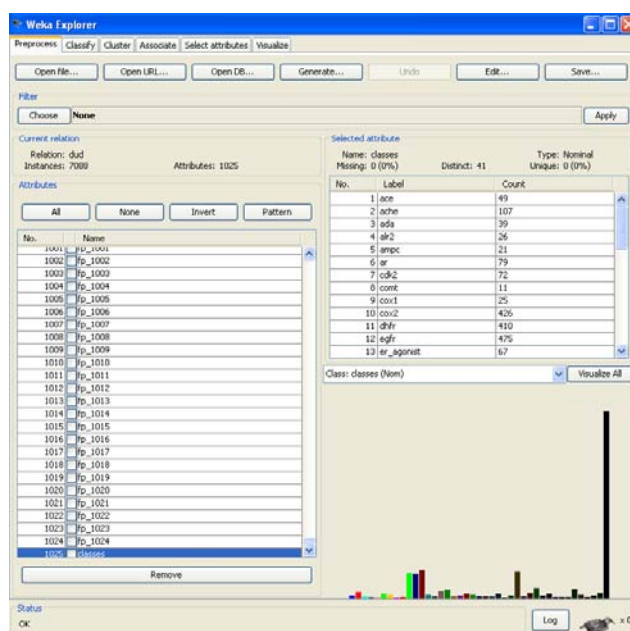 Weka Explorer
Preprocess Classify Cluster Associate Select attributes Visualize
Open file... Open URL... Open DB... Generate... Undo Edit... Save...
Filter
Choose None Apply
Current relation
Relation: dud
Instances: 7088 Attributes: 1025
Attributes
All None Invert Pattern
No. Name
1001 fp_1001
1002 fp_1002
1003 fp_1003
1004 fp_1004
1005 fp_1005
1006 fp_1006
1007 fp_1007
1008 fp_1008
1009 fp_1009
1010 fp_1010
1011 fp_1011
1012 fp_1012
1013 fp_1013
1014 fp_1014
1015 fp_1015
1016 fp_1016
1017 fp_1017
1018 fp_1018
1019 fp_1019
1020 fp_1020
1021 fp_1021
1022 fp_1022
1023 fp_1023
1024 fp_1024
1025 classes
Remove
Selected attribute
Name: classes Type: Nominal
Missing: 0 (0%) Distinct: 41 Unique: 0 (0%)
No. Label Count
1 ace 49
2 ache 107
3 ada 39
4 alr2 26
5 ampc 21
6 ar 79
7 cdk2 72
8 comt 11
9 cox1 25
10 cox2 426
11 dhfr 410
12 egfr 475
13 er_agonist 67
Class: classes (Nom) Visualize All
Status
OK Log x 0